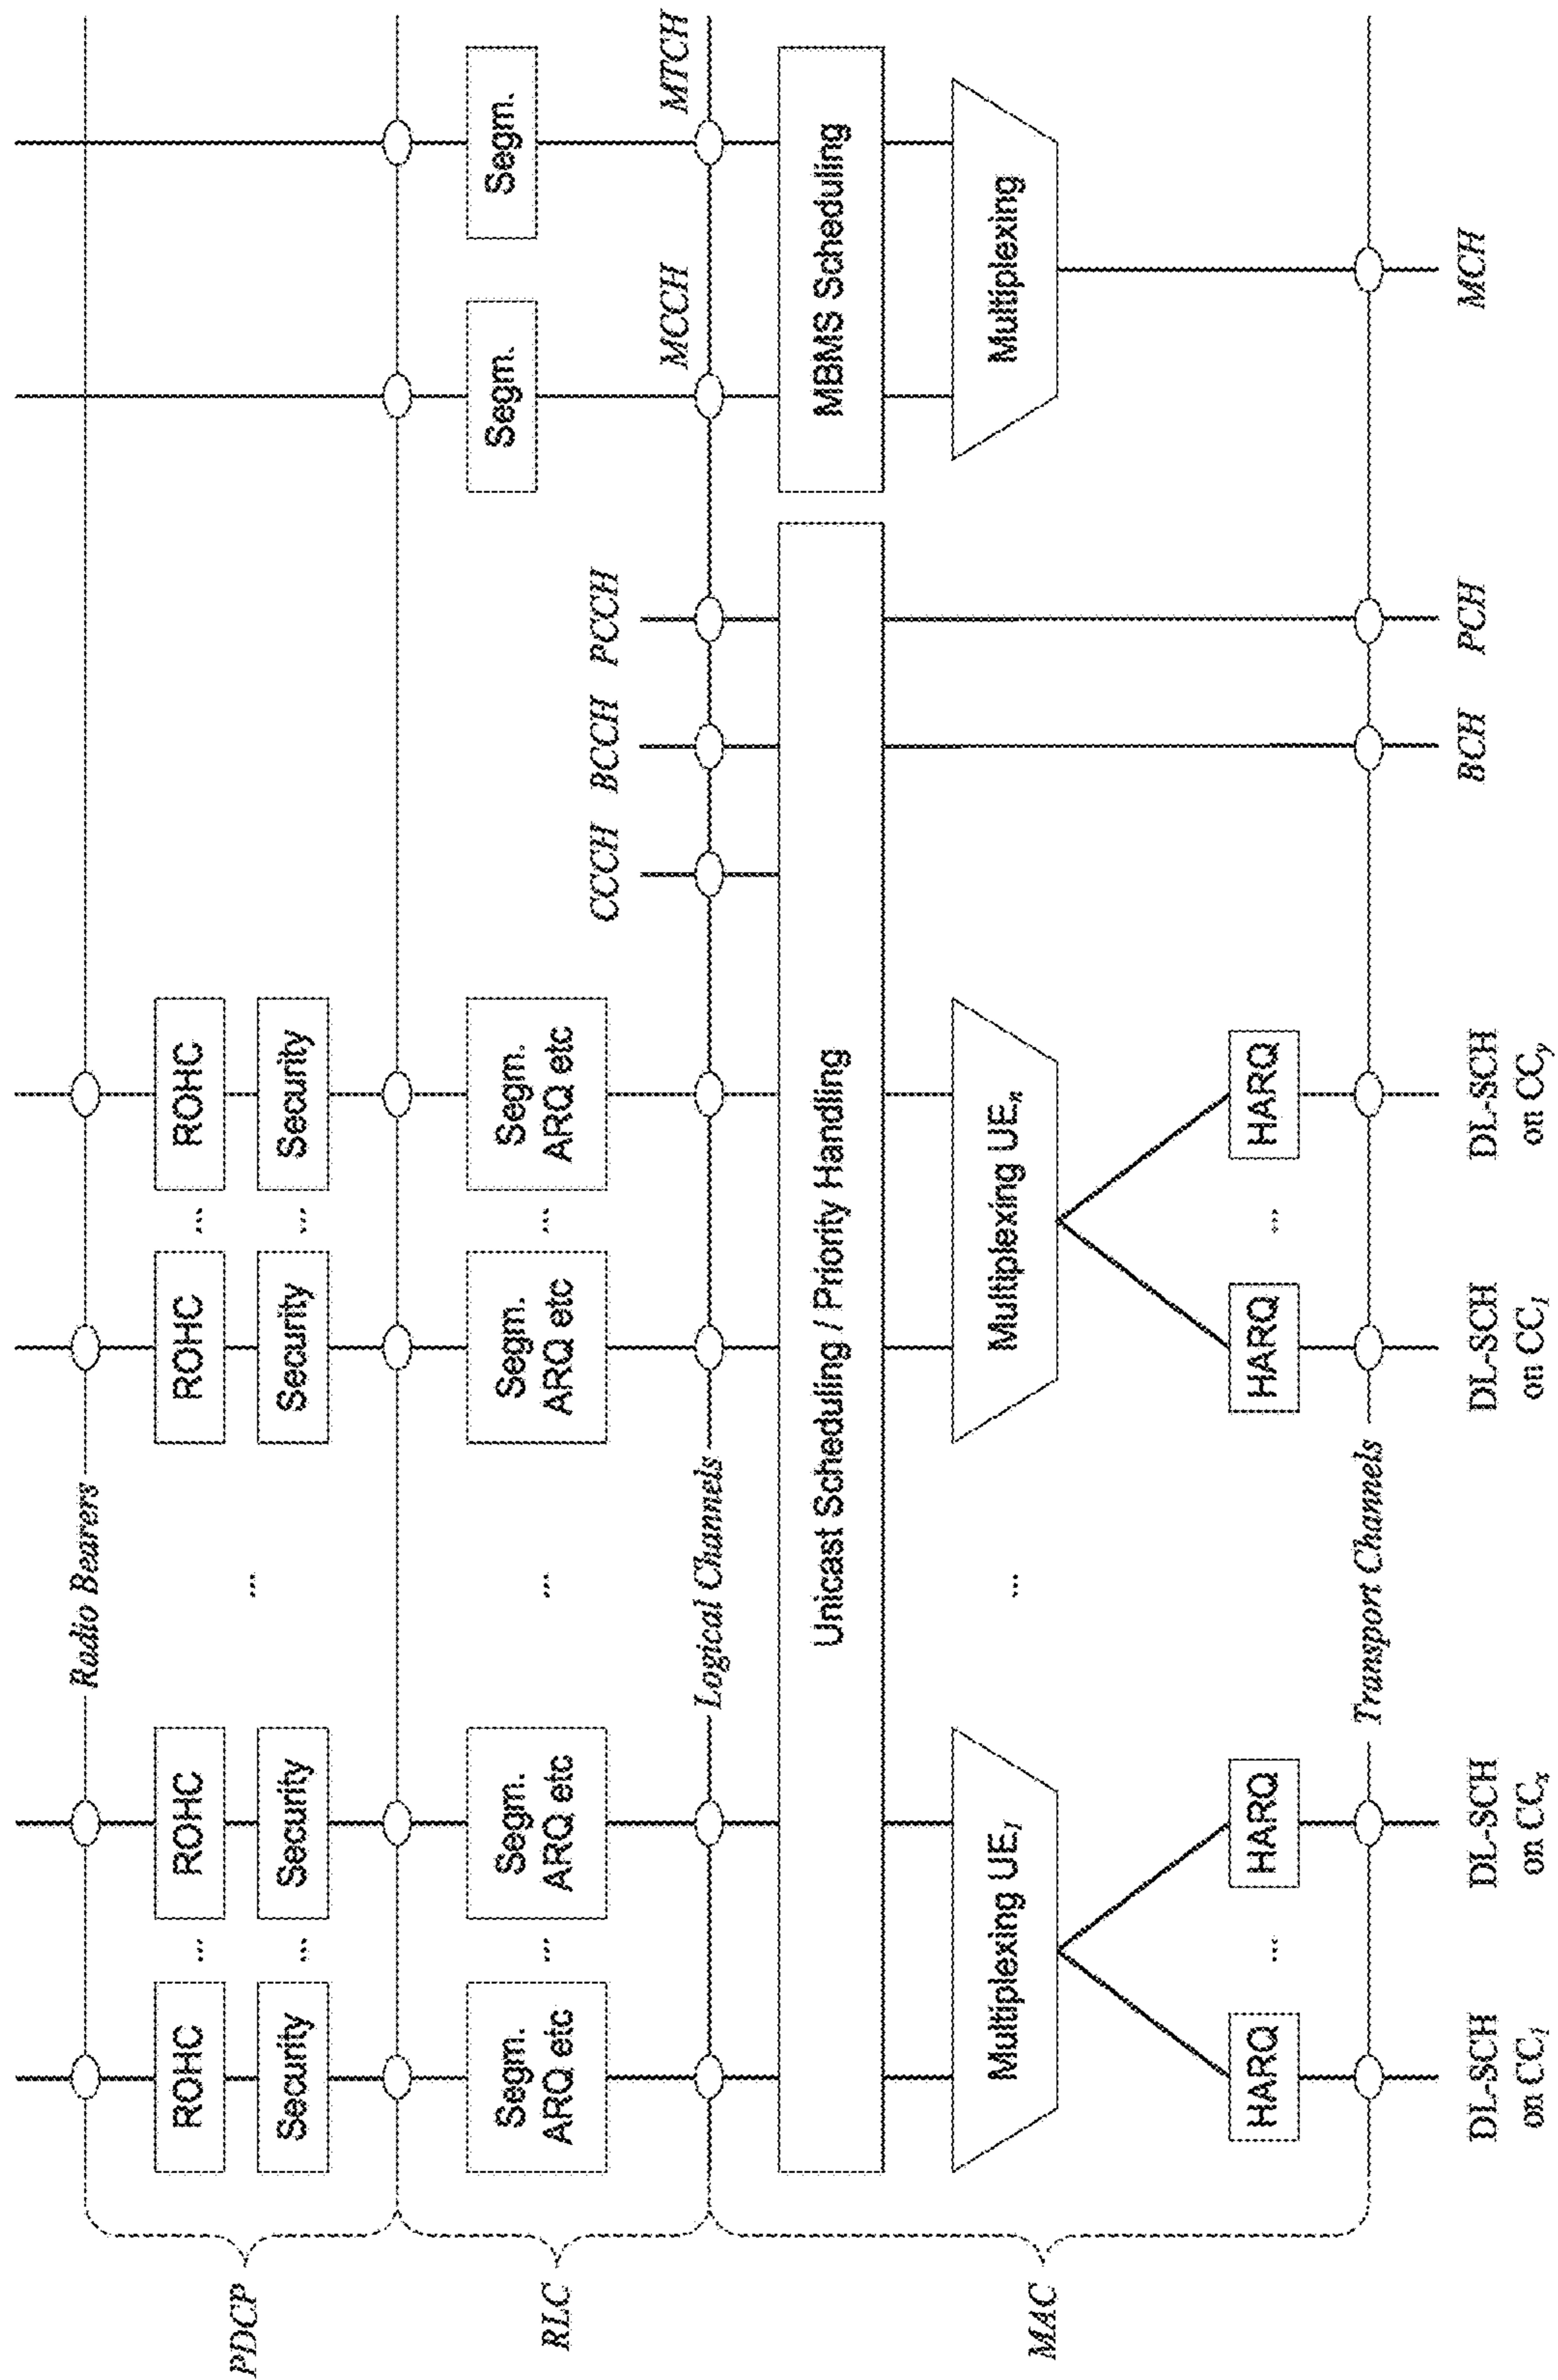 Radio Bearers
PDCP
ROHC
...
ROHC
ROHC
...
ROHC
...
Security
...
Security
Security
...
Security
RLC
Segm.
ARQ etc
...
Segm.
ARQ etc
...
Segm.
ARQ etc
...
Segm.
ARQ etc
Segm.
Segm.
CCCH
BCCH
PCCH
MCCH
MTCH
Logical Channels
MAC
Unicast Scheduling / Priority Handling
MBMS Scheduling
Multiplexing UE1
...
Multiplexing UEn
Multiplexing
HARQ
...
HARQ
HARQ
...
HARQ
Transport Channels
DL-SCH
on CC1
DL-SCH
on CCx
DL-SCH
on CC1
DL-SCH
on CCy
BCH
PCH
MCH